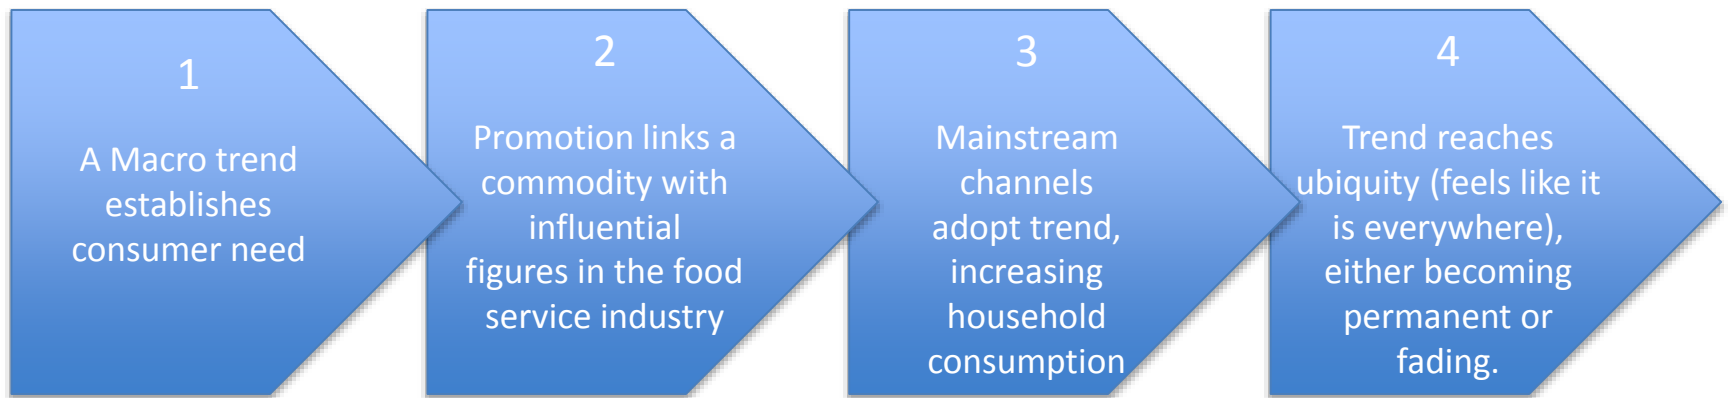 1
A Macro trend
establishes
consumer need
2
Promotion links a
commodity with
influential
figures in the food
service industry
3
Mainstream
channels
adopt trend,
increasing
household
consumption
4
Trend reaches
ubiquity (feels like it
is everywhere),
either becoming
permanent or
fading.